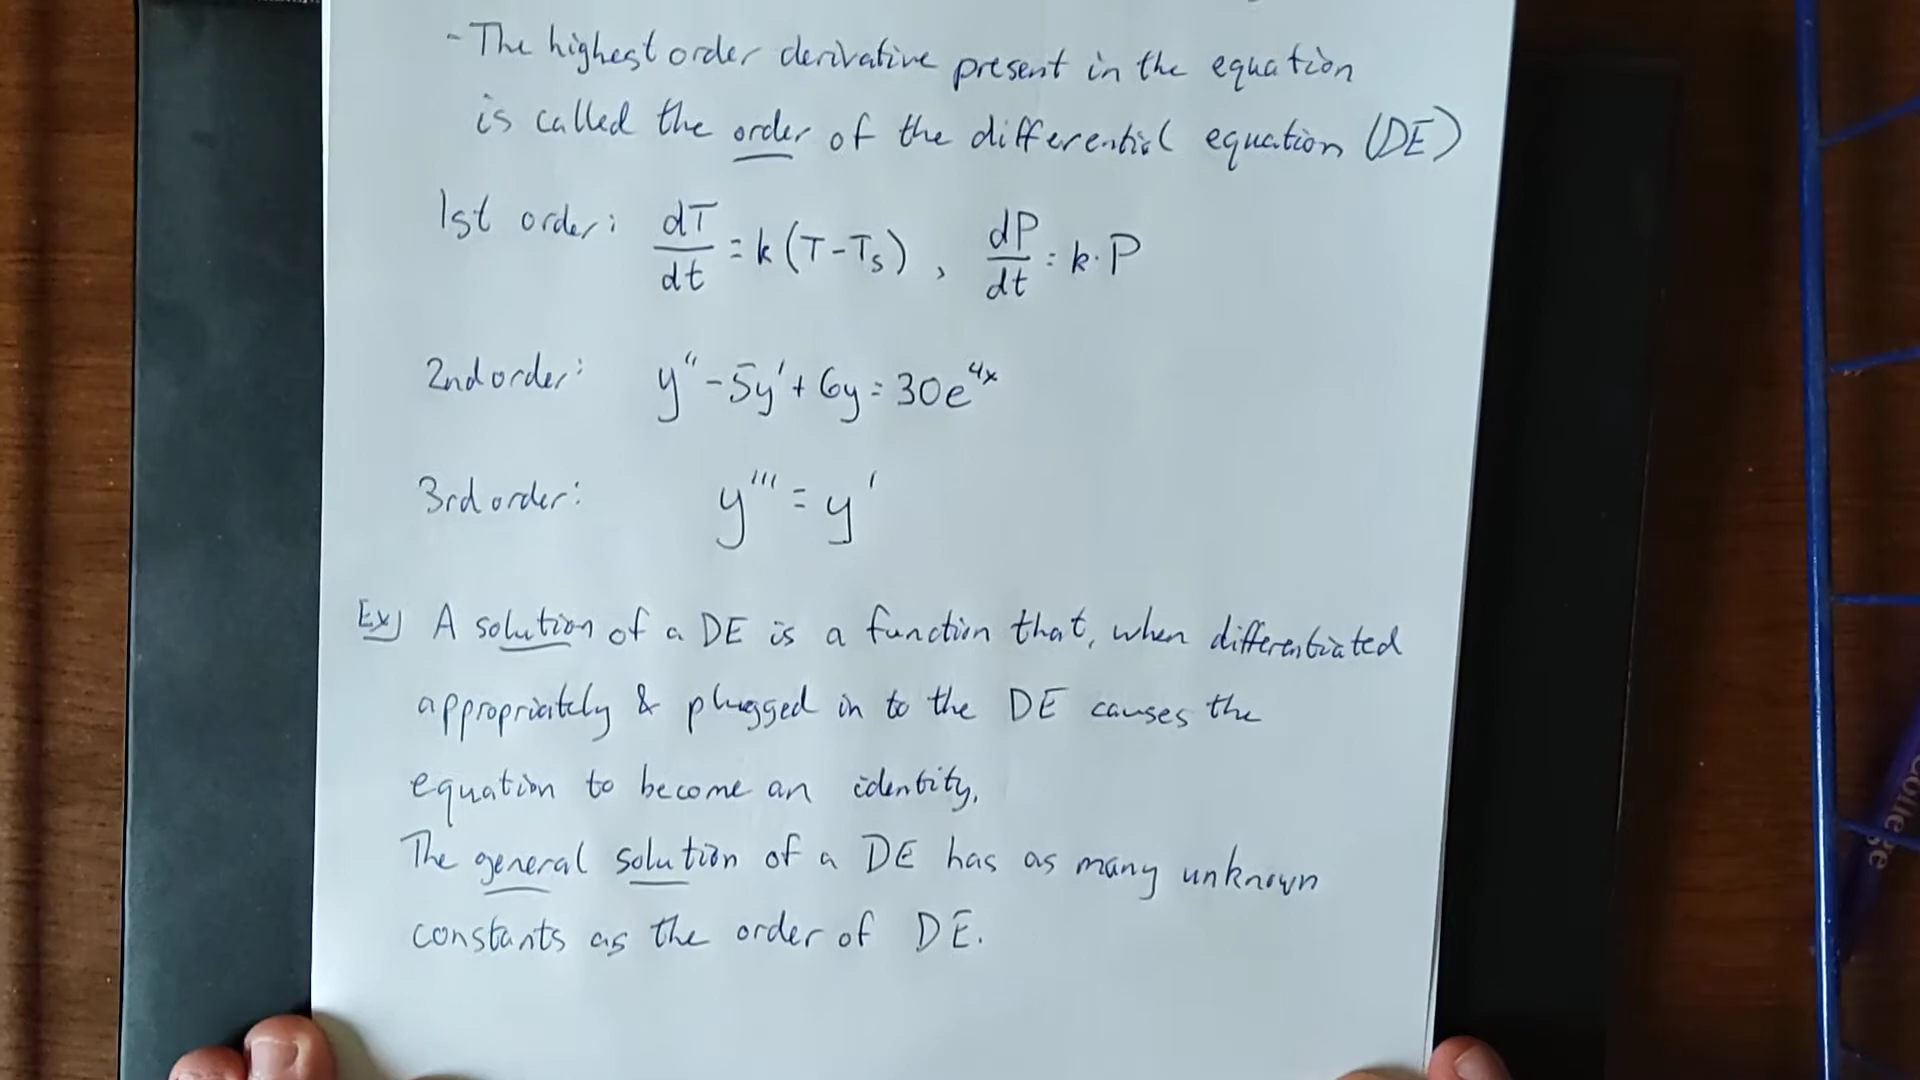 - The highest order derivative present in the equation
is called the order of the differential equation (DE)
1st order: dT/dt = k (T - Ts) , dP/dt = k · P
2nd order: y'' - 5y' + 6y = 30e^4x
3rd order: y''' = y'
Ex) A solution of a DE is a function that, when differentiated
appropriately & plugged in to the DE causes the
equation to become an identity.
The general solution of a DE has as many unknown
constants as the order of DE.